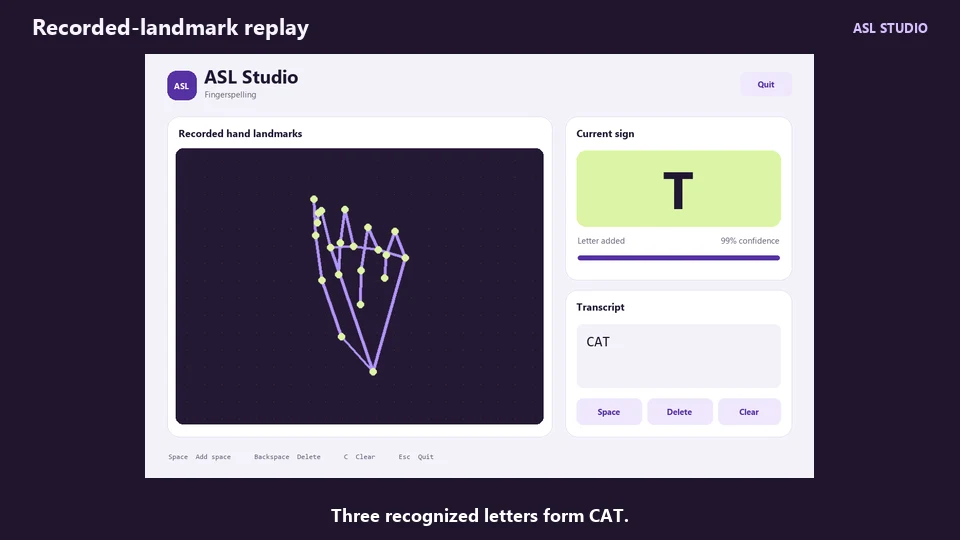 Recorded-landmark replay
ASL STUDIO
ASL
ASL Studio
Fingerspelling
Quit
Recorded hand landmarks
Current sign
T
Letter added
99% confidence
Transcript
CAT
Space
Delete
Clear
Space Add space Backspace Delete C Clear Esc Quit
Three recognized letters form CAT.